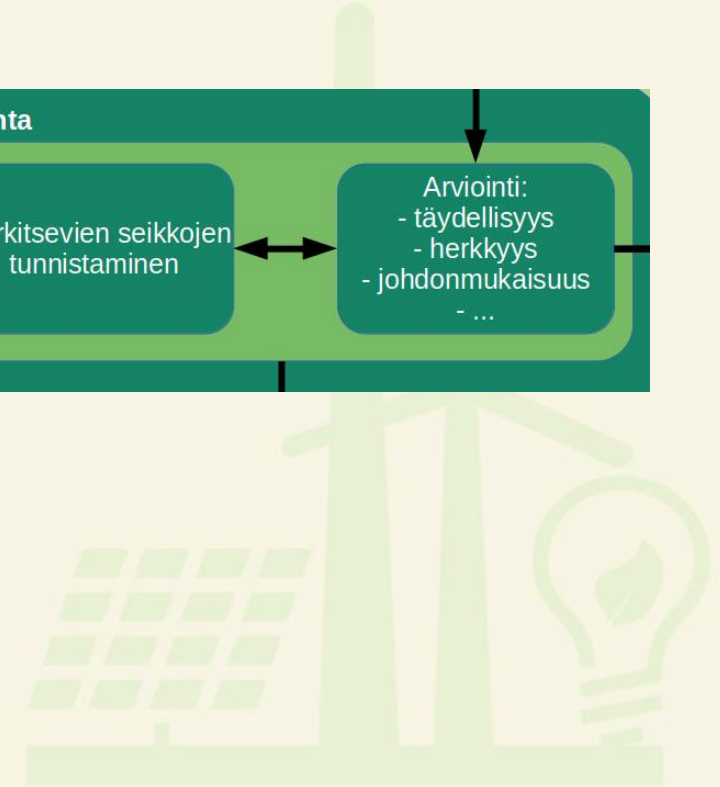 nta
rkitsevien seikkojen
tunnistaminen
Arviointi:
- täydellisyys
- herkkyys
- johdonmukaisuus
- ...